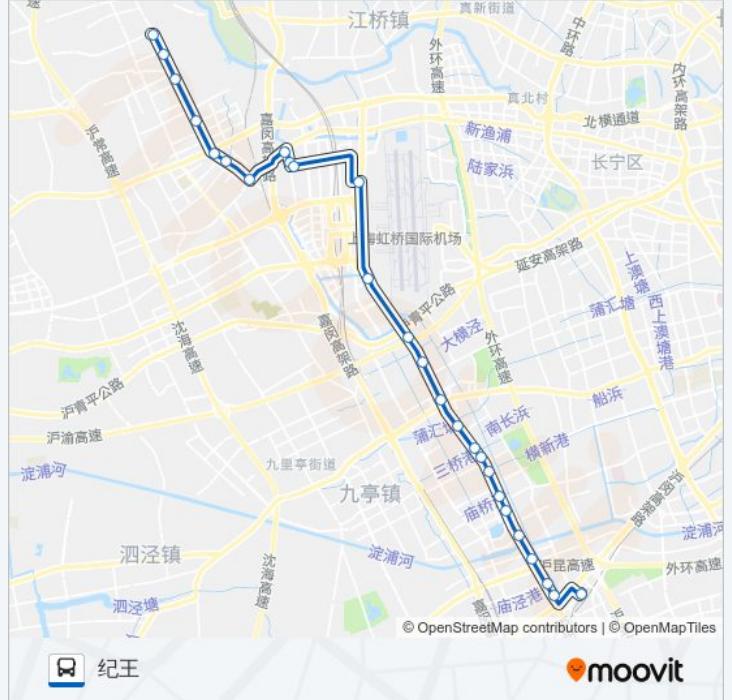 江桥镇
真新街道
中环路
外环高速
内环高架路
真北村
北横通道
嘉闵高
路
沪常高速
新渔浦
陆家浜
长宁区
上海虹桥国际机场
延安高架路
上澳塘
西上澳塘港
蒲汇塘
青平公路
大横泾
外环高速
沈海高速
嘉闵高架路
沪青平公路
沪渝高速
船浜
南长浜
蒲汇
横新港
三桥港
淀浦河
九里亭街道
九亭镇
庙桥
沪闵高架路
淀浦河
泗泾镇
淀浦河
沪昆高速
外环高速
沈海高速
泗泾塘
庙泾港
嘉
© OpenStreetMap contributors | © OpenMapTiles
纪王
moovit